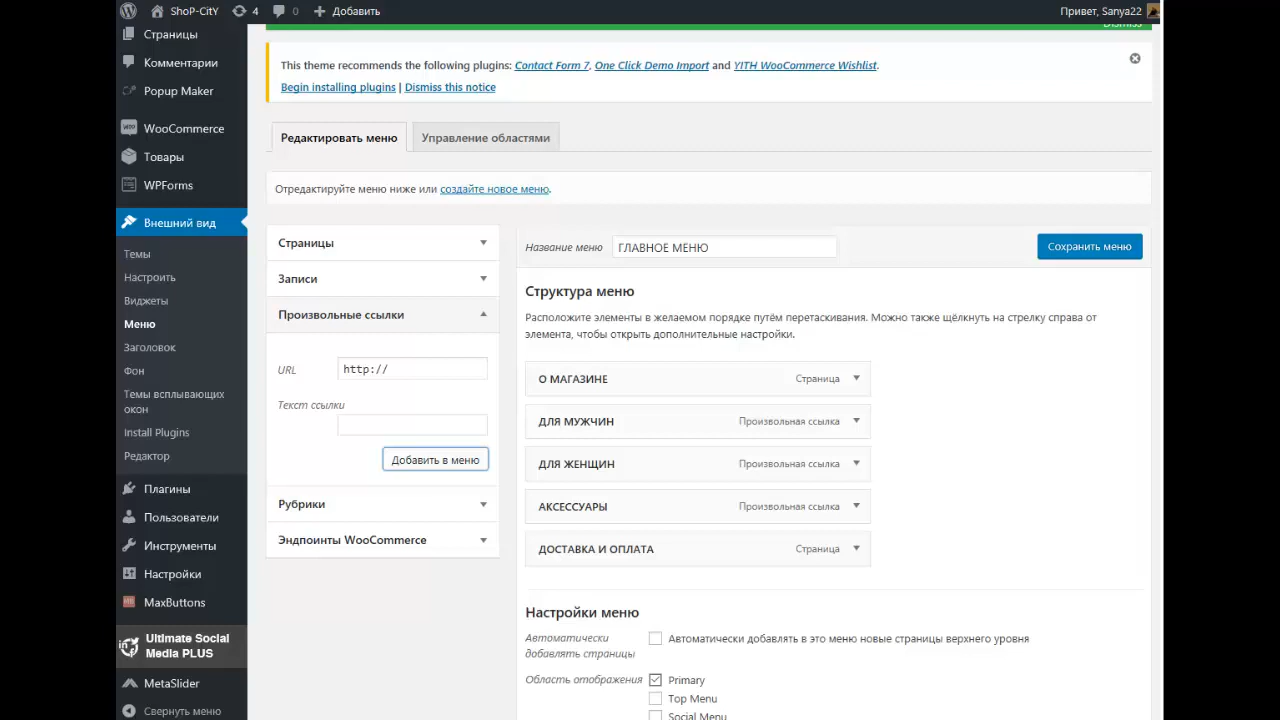 ShoP-CitY 4 0 Добавить Привет, Sanya22
Dismiss
Страницы
Комментарии
Popup Maker
WooCommerce
Товары
WPForms
Внешний вид
Темы
Настроить
Виджеты
Меню
Заголовок
Фон
Темы всплывающих
окон
Install Plugins
Редактор
Плагины
Пользователи
Инструменты
Настройки
MaxButtons
Ultimate Social
Media PLUS
MetaSlider
Свернуть меню
This theme recommends the following plugins: Contact Form 7, One Click Demo Import and YITH WooCommerce Wishlist.
Begin installing plugins | Dismiss this notice
Редактировать меню Управление областями
Отредактируйте меню ниже или создайте новое меню.
Страницы
Записи
Произвольные ссылки
URL http://
Текст ссылки
Добавить в меню
Рубрики
Эндпоинты WooCommerce
Название меню ГЛАВНОЕ МЕНЮ Сохранить меню
Структура меню
Расположите элементы в желаемом порядке путём перетаскивания. Можно также щёлкнуть на стрелку справа от
элемента, чтобы открыть дополнительные настройки.
О МАГАЗИНЕ Страница
ДЛЯ МУЖЧИН Произвольная ссылка
ДЛЯ ЖЕНЩИН Произвольная ссылка
АКСЕССУАРЫ Произвольная ссылка
ДОСТАВКА И ОПЛАТА Страница
Настройки меню
Автоматически
добавлять страницы
Автоматически добавлять в это меню новые страницы верхнего уровня
Область отображения Primary
Top Menu
Social Menu